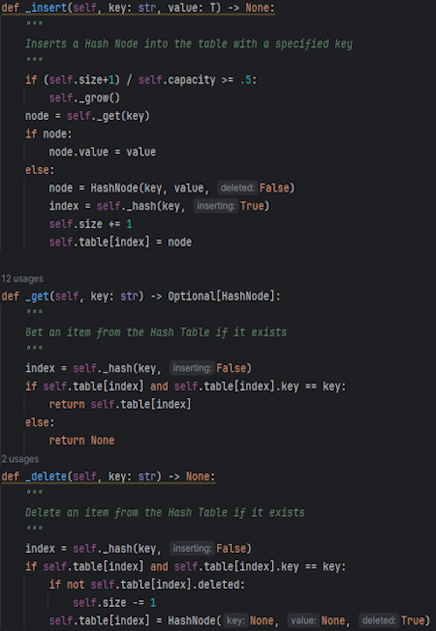 def _insert(self, key: str, value: T) -> None:
"""
Inserts a Hash Node into the table with a specified key
"""
if (self.size+1) / self.capacity >= .5:
self._grow()
node = self._get(key)
if node:
node.value = value
else:
node = HashNode(key, value, deleted: False)
index = self._hash(key, inserting: True)
self.size += 1
self.table[index] = node
12 usages
def _get(self, key: str) -> Optional[HashNode]:
"""
Get an item from the Hash Table if it exists
"""
index = self._hash(key, inserting: False)
if self.table[index] and self.table[index].key == key:
return self.table[index]
else:
return None
2 usages
def _delete(self, key: str) -> None:
"""
Delete an item from the Hash Table if it exists
"""
index = self._hash(key, inserting: False)
if self.table[index] and self.table[index].key == key:
if not self.table[index].deleted:
self.size -= 1
self.table[index] = HashNode( key: None, value: None, deleted: True)